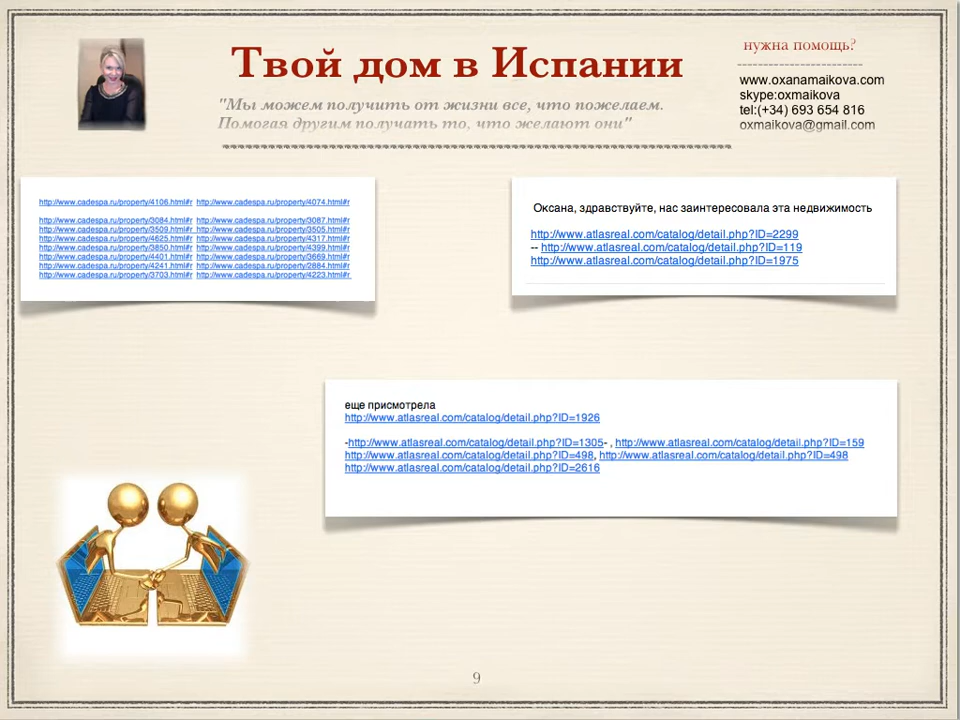 Твой дом в Испании
"Мы можем получить от жизни все, что пожелаем.
Помогая другим получать то, что желают они"
нужна помощь?
------------------------
www.oxanamaikova.com
skype:oxmaikova
tel:(+34) 693 654 816
oxmaikova@gmail.com
http://www.cadespa.ru/property/4106.html#r http://www.cadespa.ru/property/4074.html#r
http://www.cadespa.ru/property/3084.html#r http://www.cadespa.ru/property/3087.html#r
http://www.cadespa.ru/property/3509.html#r http://www.cadespa.ru/property/3505.html#r
http://www.cadespa.ru/property/4625.html#r http://www.cadespa.ru/property/4317.html#r
http://www.cadespa.ru/property/3850.html#r http://www.cadespa.ru/property/4399.html#r
http://www.cadespa.ru/property/4401.html#r http://www.cadespa.ru/property/3669.html#r
http://www.cadespa.ru/property/4241.html#r http://www.cadespa.ru/property/2884.html#r
http://www.cadespa.ru/property/3703.html#r http://www.cadespa.ru/property/4223.html#r
Оксана, здравствуйте, нас заинтересовала эта недвижимость
http://www.atlasreal.com/catalog/detail.php?ID=2299
-- http://www.atlasreal.com/catalog/detail.php?ID=119
http://www.atlasreal.com/catalog/detail.php?ID=1975
еще присмотрела
http://www.atlasreal.com/catalog/detail.php?ID=1926
-http://www.atlasreal.com/catalog/detail.php?ID=1305- , http://www.atlasreal.com/catalog/detail.php?ID=159
http://www.atlasreal.com/catalog/detail.php?ID=498, http://www.atlasreal.com/catalog/detail.php?ID=498
http://www.atlasreal.com/catalog/detail.php?ID=2616
9